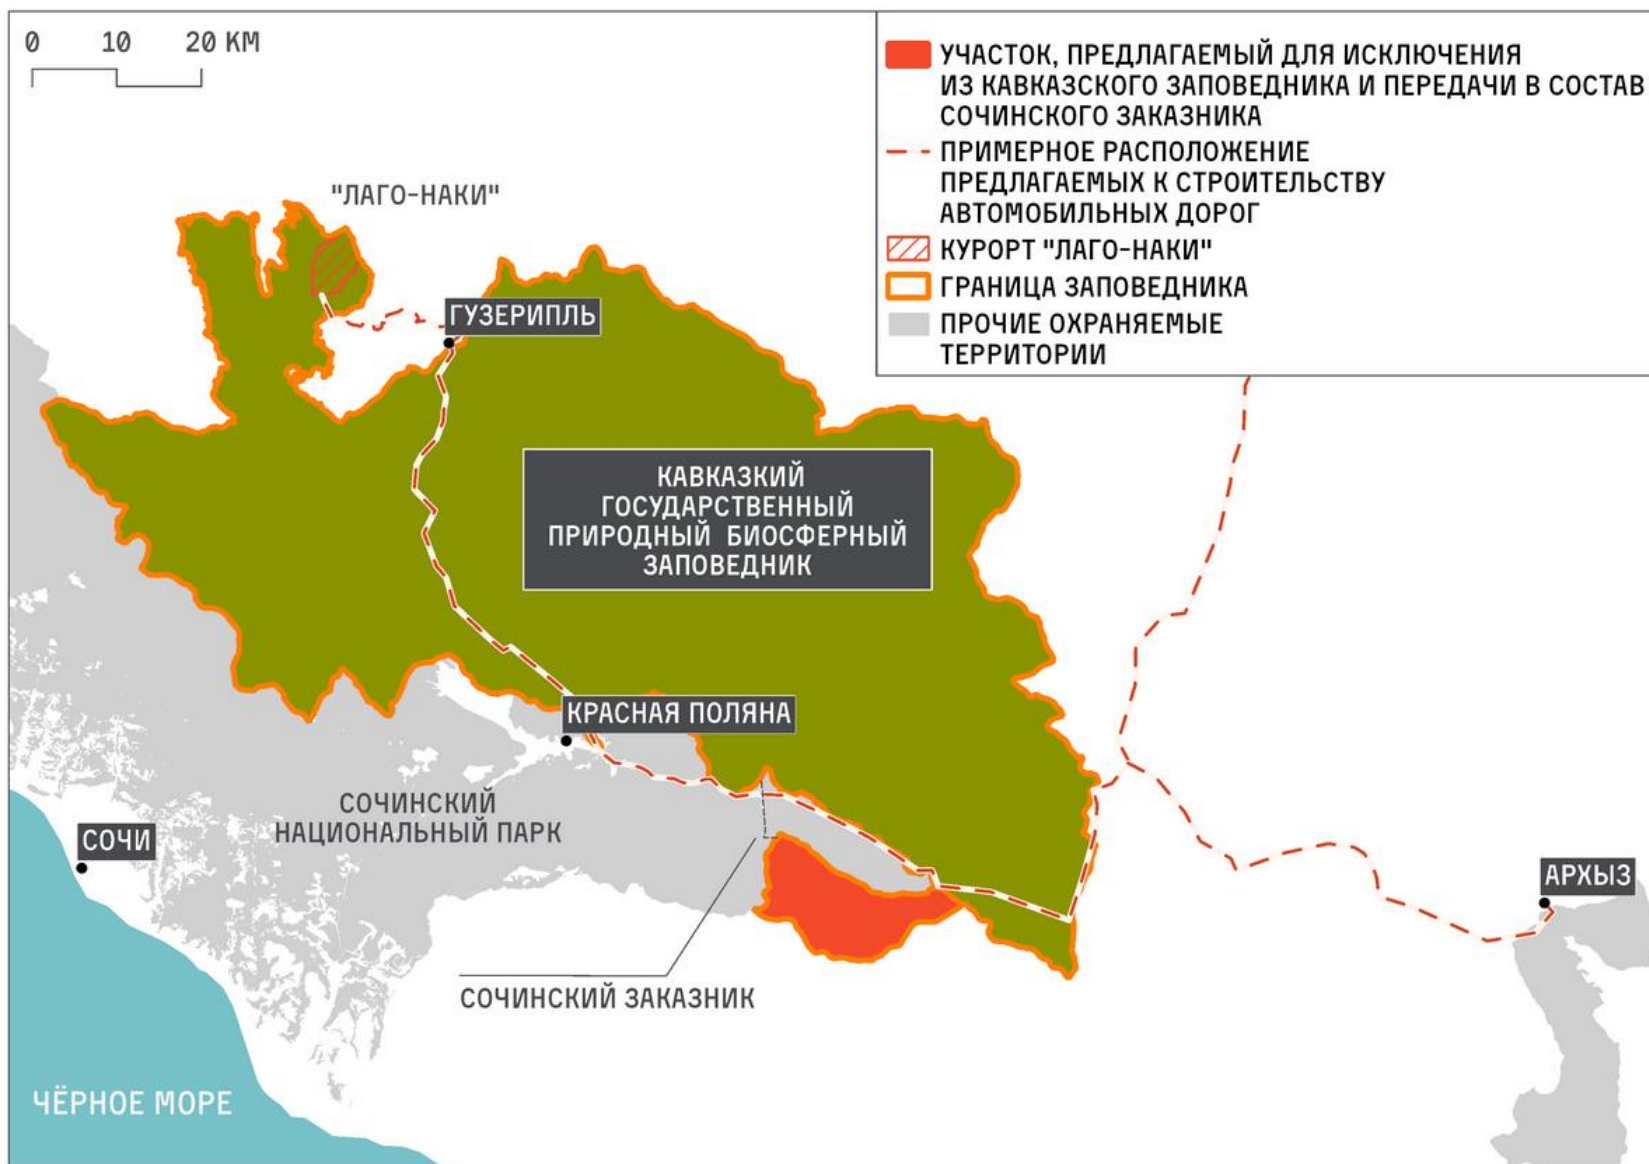 0 10 20 КМ
УЧАСТОК, ПРЕДЛАГАЕМЫЙ ДЛЯ ИСКЛЮЧЕНИЯ
ИЗ КАВКАЗСКОГО ЗАПОВЕДНИКА И ПЕРЕДАЧИ В СОСТАВ
СОЧИНСКОГО ЗАКАЗНИКА
ПРИМЕРНОЕ РАСПОЛОЖЕНИЕ
ПРЕДЛАГАЕМЫХ К СТРОИТЕЛЬСТВУ
АВТОМОБИЛЬНЫХ ДОРОГ
КУРОРТ "ЛАГО-НАКИ"
ГРАНИЦА ЗАПОВЕДНИКА
ПРОЧИЕ ОХРАНЯЕМЫЕ
ТЕРРИТОРИИ
"ЛАГО-НАКИ"
ГУЗЕРИПЛЬ
КАВКАЗКИЙ
ГОСУДАРСТВЕННЫЙ
ПРИРОДНЫЙ БИОСФЕРНЫЙ
ЗАПОВЕДНИК
КРАСНАЯ ПОЛЯНА
СОЧИНСКИЙ
НАЦИОНАЛЬНЫЙ ПАРК
СОЧИ
АРХЫЗ
СОЧИНСКИЙ ЗАКАЗНИК
ЧЁРНОЕ МОРЕ